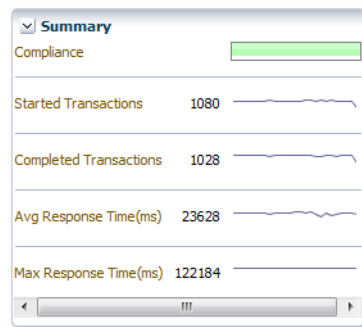 Summary
Compliance
Started Transactions 1080
Completed Transactions 1028
Avg Response Time(ms) 23628
Max Response Time(ms) 122184